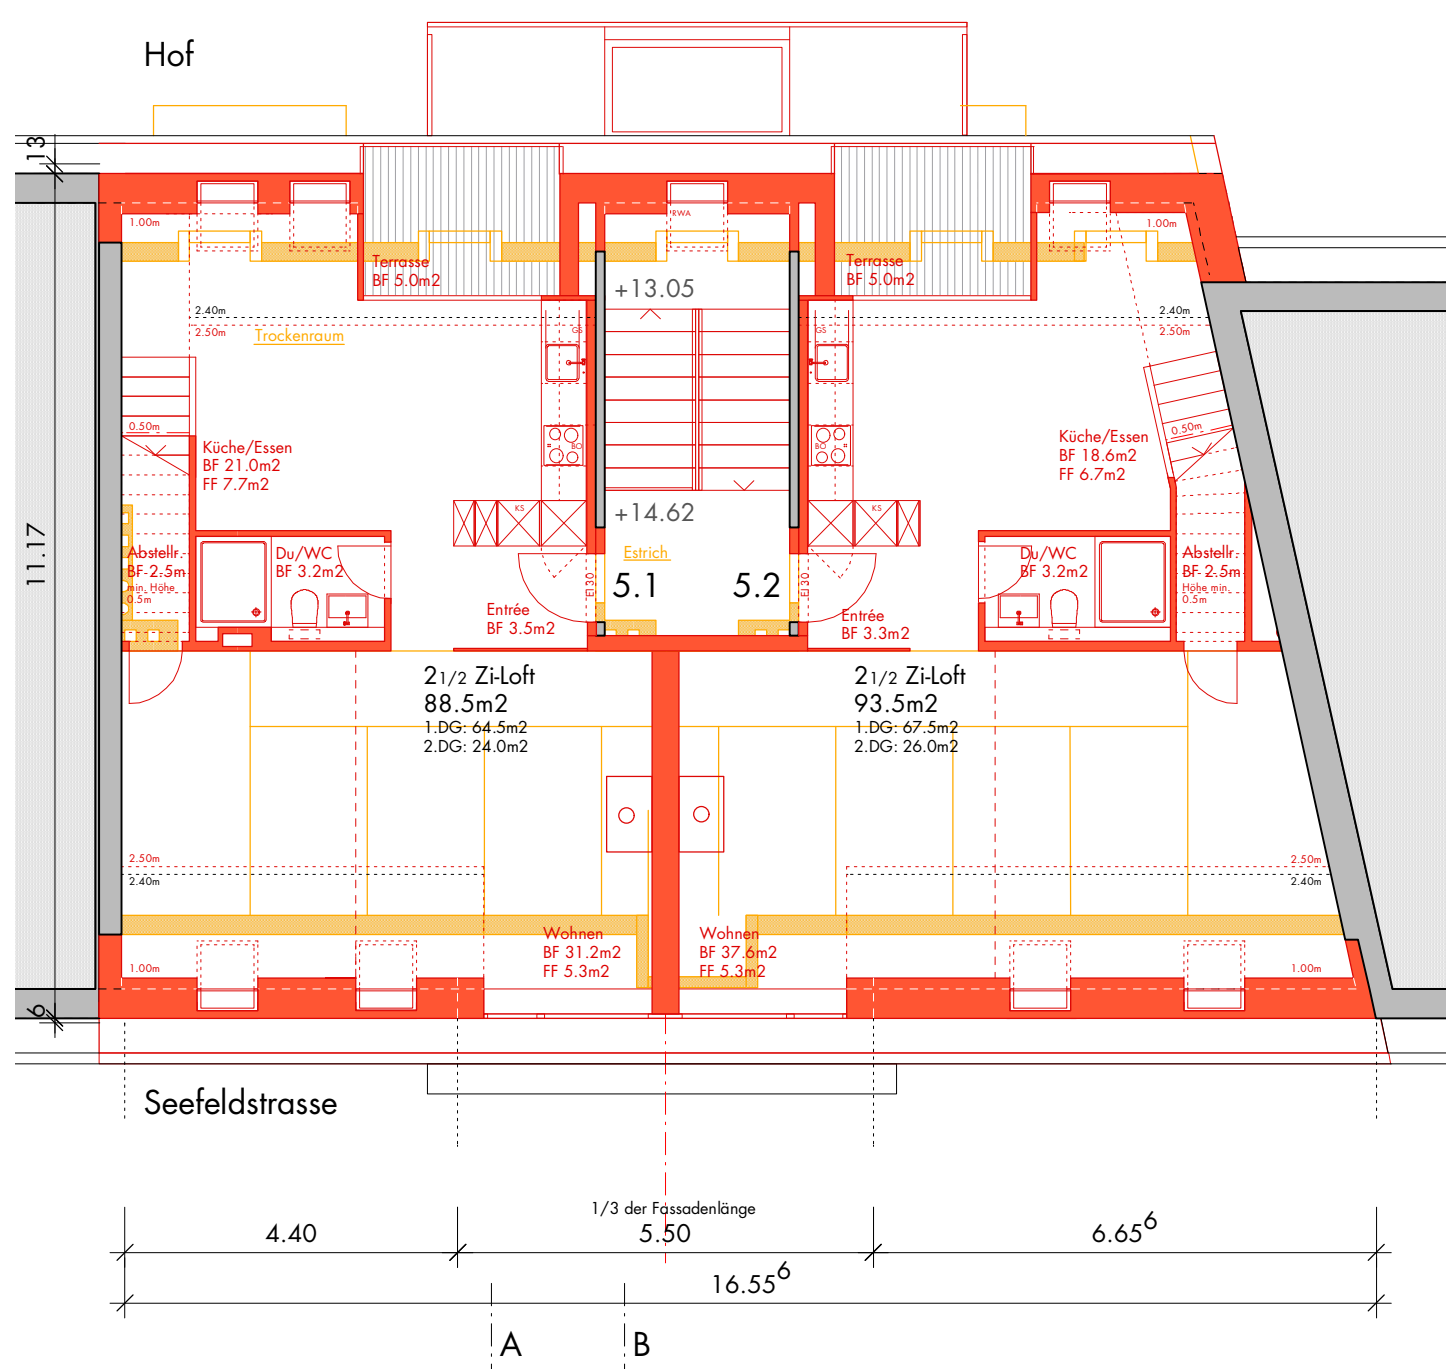 Hof
13
RWA
1.00m
1.00m
Terrasse
BF 5.0m2
Terrasse
BF 5.0m2
+13.05
2.40m
2.50m
2.40m
2.50m
Trockenraum
GS
GS
0.50m
0.50m
Küche/Essen
BF 21.0m2
FF 7.7m2
BO
BO
Küche/Essen
BF 18.6m2
FF 6.7m2
KS
KS
+14.62
11.17
Abstellr.
BF 2.5m
min. Höhe
0.5m
Du/WC
BF 3.2m2
Estrich
5.1
5.2
EI30
EI30
Du/WC
BF 3.2m2
Abstellr.
BF 2.5m
Höhe min.
0.5m
Entrée
BF 3.5m2
Entrée
BF 3.3m2
2 1/2 Zi-Loft
88.5m2
1.DG: 64.5m2
2.DG: 24.0m2
2 1/2 Zi-Loft
93.5m2
1.DG: 67.5m2
2.DG: 26.0m2
2.50m
2.40m
2.50m
2.40m
Wohnen
BF 31.2m2
FF 5.3m2
Wohnen
BF 37.6m2
FF 5.3m2
1.00m
1.00m
6
Seefeldstrasse
1/3 der Fassadenlänge
4.40
5.50
6.65⁶
16.55⁶
A
B